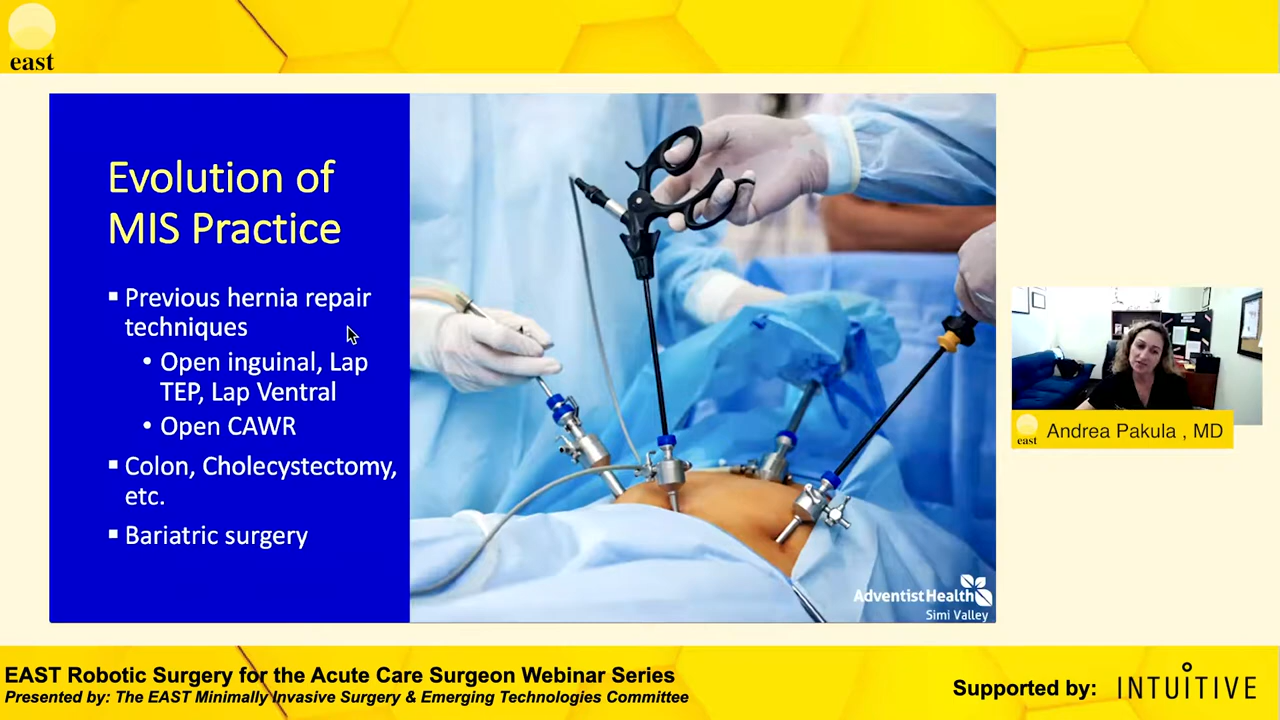 east
Evolution of
MIS Practice
▪ Previous hernia repair
techniques
• Open inguinal, Lap
TEP, Lap Ventral
• Open CAWR
▪ Colon, Cholecystectomy,
etc.
▪ Bariatric surgery
AdventistHealth
Simi Valley
east
Andrea Pakula , MD
EAST Robotic Surgery for the Acute Care Surgeon Webinar Series
Presented by: The EAST Minimally Invasive Surgery & Emerging Technologies Committee
Supported by:
INTUITIVE